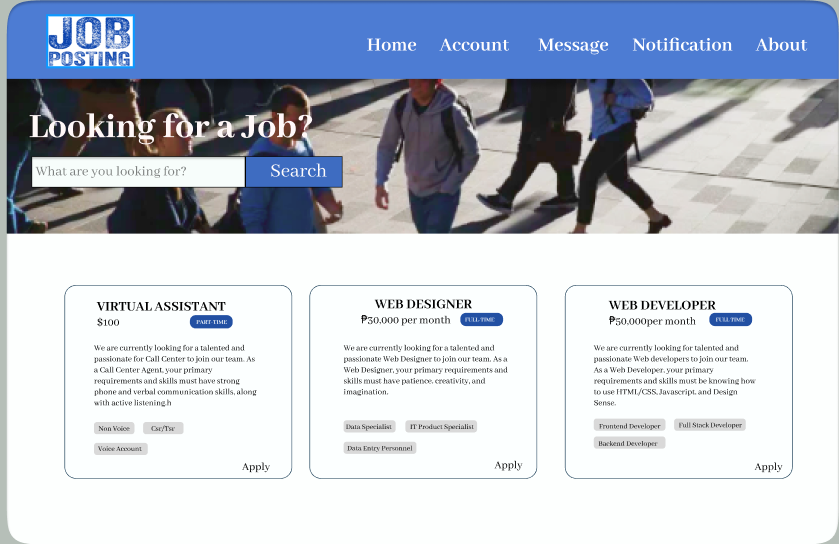 JOB
POSTING
Home Account Message Notification About
Looking for a Job?
What are you looking for? Search
VIRTUAL ASSISTANT
$100 PART-TIME
We are currently looking for a talented and
passionate for Call Center to join our team. As
a Call Center Agent, your primary
requirements and skills must have strong
phone and verbal communication skills, along
with active listening.h
Non Voice Csr/Tsr
Voice Account
Apply
WEB DESIGNER
₱30,000 per month FULL-TIME
We are currently looking for talented and
passionate Web Designer to join our team. As a
Web Designer, your primary requirements and
skills must have patience, creativity, and
imagination.
Data Specialist IT Product Specialist
Data Entry Personnel
Apply
WEB DEVELOPER
₱50,000per month FULL-TIME
We are currently looking for talented and
passionate Web developers to join our team.
As a Web Developer, your primary
requirements and skills must be knowing how
to use HTML/CSS, Javascript, and Design
Sense.
Frontend Developer Full Stack Developer
Backend Developer
Apply